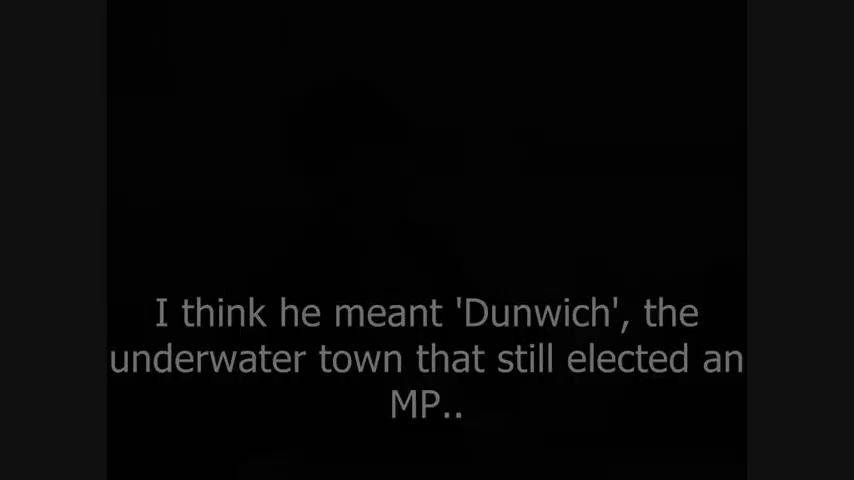 I think he meant 'Dunwich', the
underwater town that still elected an
MP..